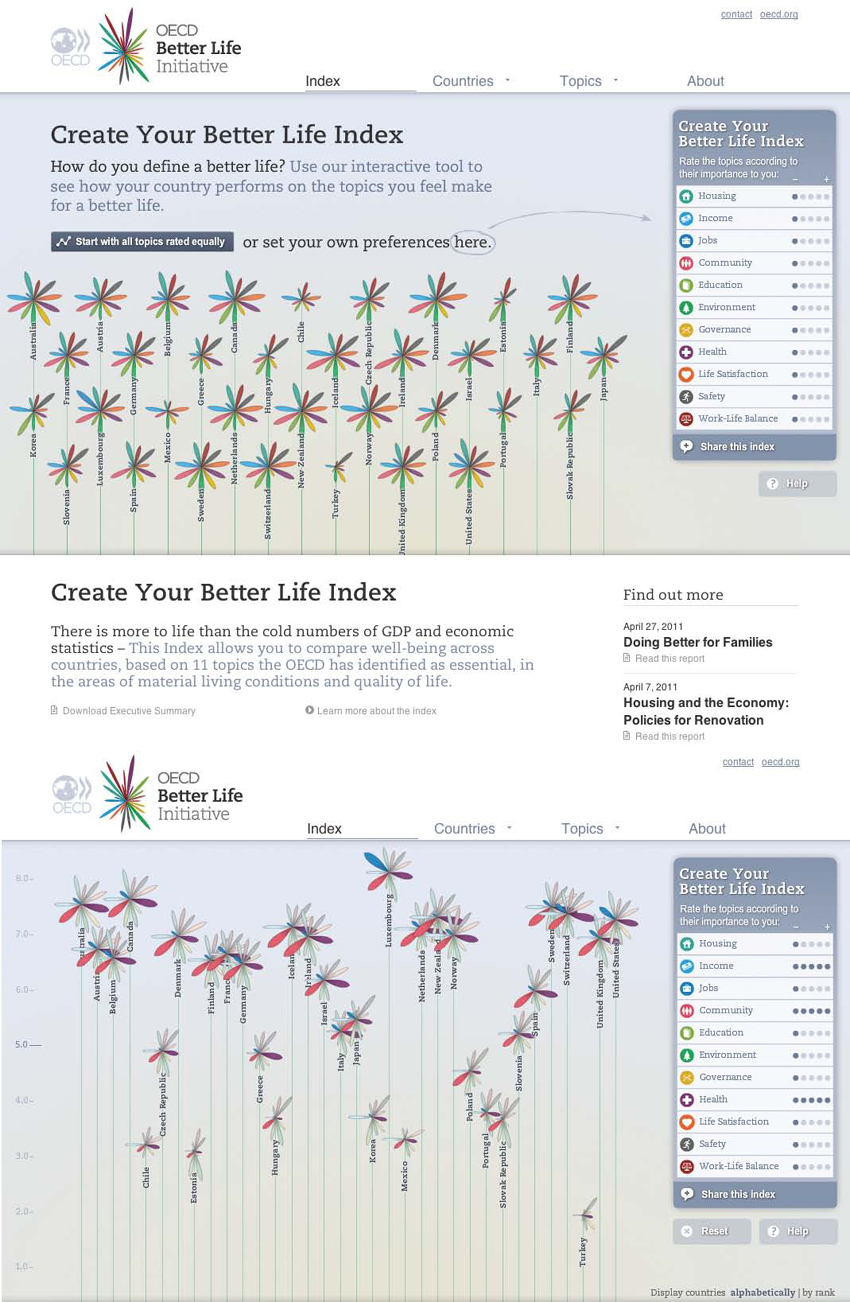 contact oecd.org
OECD
OECD
Better Life
Initiative
Index Countries Topics About
Create Your Better Life Index
How do you define a better life? Use our interactive tool to
see how your country performs on the topics you feel make
for a better life.
Start with all topics rated equally or set your own preferences here.
Create Your
Better Life Index
Rate the topics according to
their importance to you: – +
Housing
Income
Jobs
Community
Education
Environment
Governance
Health
Life Satisfaction
Safety
Work-Life Balance
Share this index
Help
Australia
Austria
Belgium
Canada
Chile
Czech Republic
Denmark
Estonia
Finland
France
Germany
Greece
Hungary
Iceland
Ireland
Israel
Italy
Japan
Korea
Luxembourg
Mexico
Netherlands
New Zealand
Norway
Poland
Portugal
Slovak Republic
Slovenia
Spain
Sweden
Switzerland
Turkey
United Kingdom
United States
Create Your Better Life Index
There is more to life than the cold numbers of GDP and economic
statistics – This Index allows you to compare well-being across
countries, based on 11 topics the OECD has identified as essential, in
the areas of material living conditions and quality of life.
Download Executive Summary Learn more about the index
Find out more
April 27, 2011
Doing Better for Families
Read this report
April 7, 2011
Housing and the Economy:
Policies for Renovation
Read this report
contact oecd.org
OECD
OECD
Better Life
Initiative
Index Countries Topics About
8.0
7.0
6.0
5.0
4.0
3.0
2.0
1.0
Australia
Austria
Belgium
Canada
Chile
Czech Republic
Denmark
Estonia
Finland
France
Germany
Greece
Hungary
Iceland
Ireland
Israel
Italy
Japan
Korea
Luxembourg
Mexico
Netherlands
New Zealand
Norway
Poland
Portugal
Slovak Republic
Slovenia
Spain
Sweden
Switzerland
Turkey
United Kingdom
United States
Create Your
Better Life Index
Rate the topics according to
their importance to you: – +
Housing
Income
Jobs
Community
Education
Environment
Governance
Health
Life Satisfaction
Safety
Work-Life Balance
Share this index
Reset Help
Display countries alphabetically | by rank